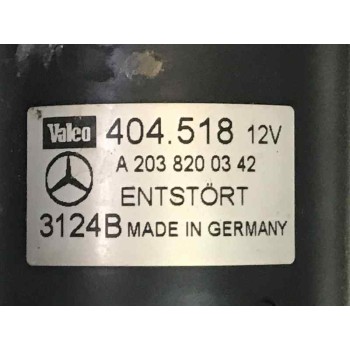 Valeo 404.518 12V
A 203 820 03 42
ENTSTÖRT
3124B MADE IN GERMANY